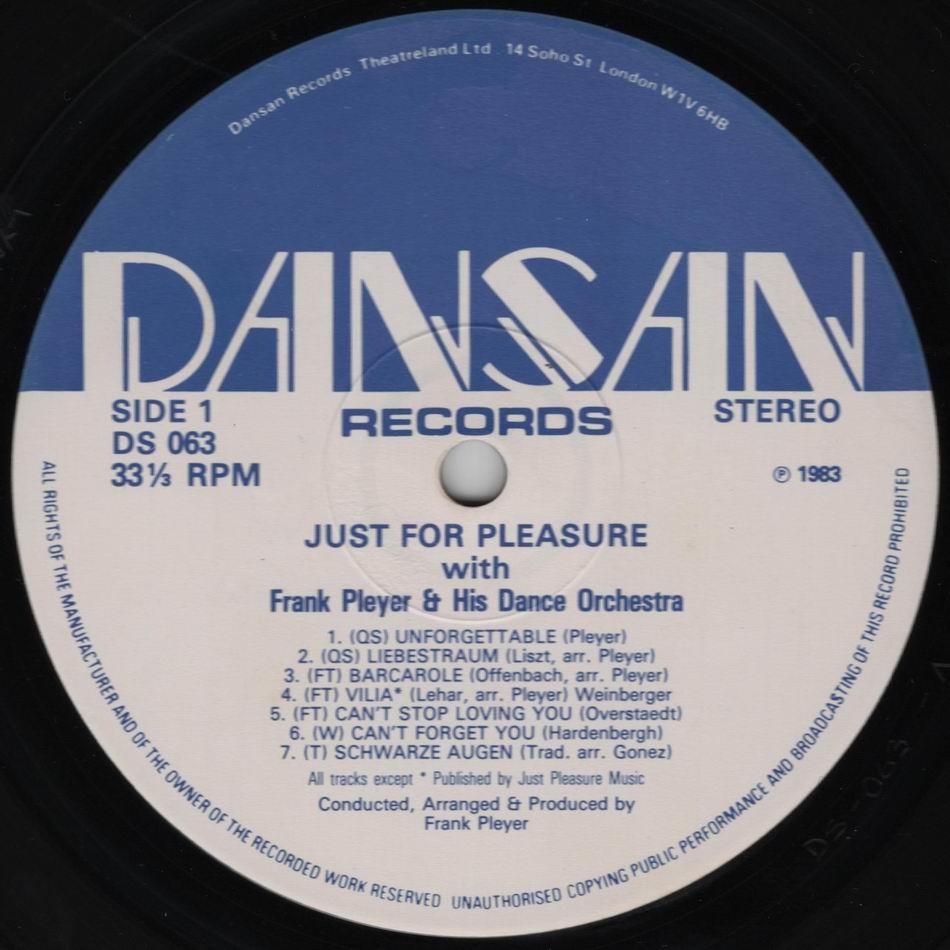 Dansan Records Theatreland Ltd 14 Soho St London W1V 6HB
DANSAN
RECORDS
SIDE 1
DS 063
33⅓ RPM
STEREO
℗ 1983
JUST FOR PLEASURE
with
Frank Pleyer & His Dance Orchestra
1. (QS) UNFORGETTABLE (Pleyer)
2. (QS) LIEBESTRAUM (Liszt, arr. Pleyer)
3. (FT) BARCAROLE (Offenbach, arr. Pleyer)
4. (FT) VILIA* (Lehar, arr. Pleyer) Weinberger
5. (FT) CAN'T STOP LOVING YOU (Overstaedt)
6. (W) CAN'T FORGET YOU (Hardenbergh)
7. (T) SCHWARZE AUGEN (Trad. arr. Gonez)
All tracks except * Published by Just Pleasure Music
Conducted, Arranged & Produced by
Frank Pleyer
ALL RIGHTS OF THE MANUFACTURER AND OF THE OWNER OF THE RECORDED WORK RESERVED UNAUTHORISED COPYING PUBLIC PERFORMANCE AND BROADCASTING OF THIS RECORD PROHIBITED